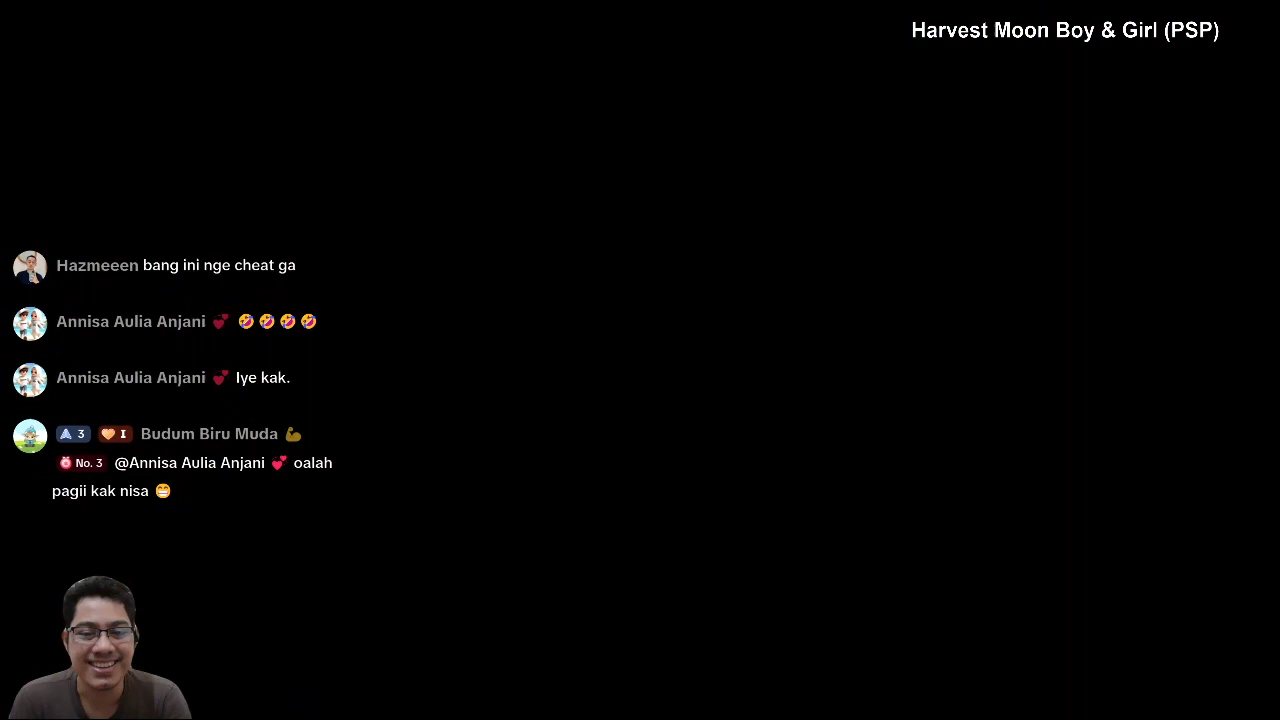 Harvest Moon Boy & Girl (PSP)
Hazmeeen bang ini nge cheat ga
Annisa Aulia Anjani 💞 🤣 🤣 🤣 🤣
Annisa Aulia Anjani 💞 Iye kak.
3 I Budum Biru Muda 💪
No. 3 @Annisa Aulia Anjani 💞 oalah
pagii kak nisa 😁